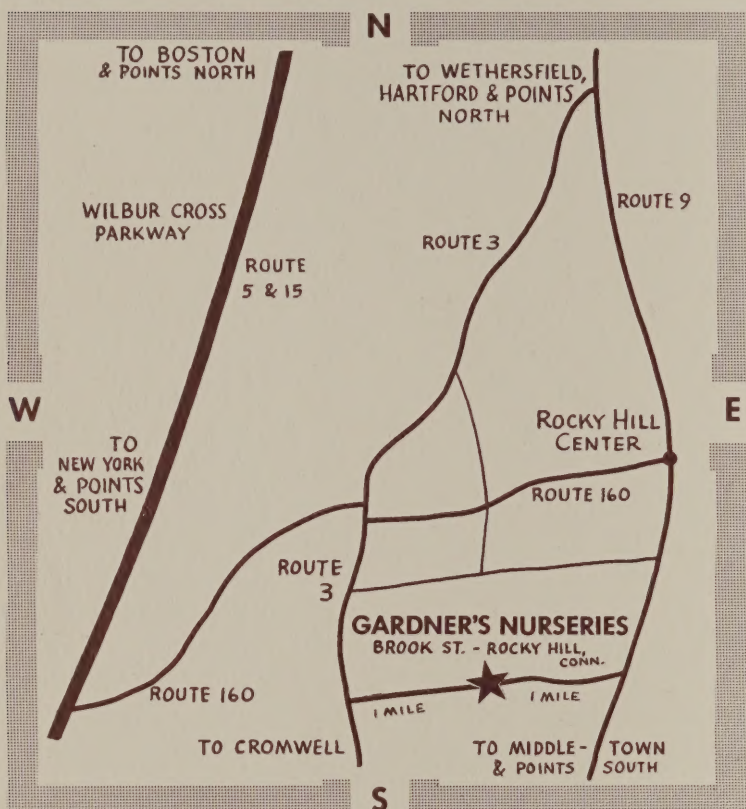 N
TO BOSTON
& POINTS NORTH
TO WETHERSFIELD,
HARTFORD & POINTS
NORTH
WILBUR CROSS
PARKWAY
ROUTE
5 & 15
ROUTE 3
ROUTE 9
W
E
TO
NEW YORK
& POINTS
SOUTH
ROCKY HILL
CENTER
ROUTE 160
ROUTE
3
GARDNER'S NURSERIES
BROOK ST. - ROCKY HILL,
CONN.
ROUTE 160
1 MILE
1 MILE
TO CROMWELL
TO MIDDLE- TOWN
& POINTS SOUTH
S